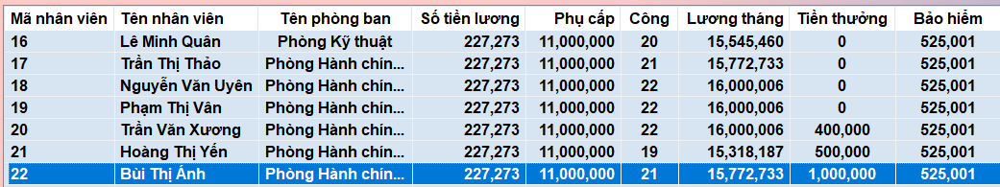 Mã nhân viên Tên nhân viên Tên phòng ban Số tiền lương Phụ cấp Công Lương tháng Tiền thưởng Bảo hiểm
16 Lê Minh Quân Phòng Kỹ thuật 227,273 11,000,000 20 15,545,460 0 525,001
17 Trần Thị Thảo Phòng Hành chín... 227,273 11,000,000 21 15,772,733 0 525,001
18 Nguyễn Văn Uyên Phòng Hành chín... 227,273 11,000,000 22 16,000,006 0 525,001
19 Phạm Thị Vân Phòng Hành chín... 227,273 11,000,000 22 16,000,006 0 525,001
20 Trần Văn Xương Phòng Hành chín... 227,273 11,000,000 22 16,000,006 400,000 525,001
21 Hoàng Thị Yến Phòng Hành chín... 227,273 11,000,000 19 15,318,187 500,000 525,001
22 Bùi Thị Ánh Phòng Hành chín... 227,273 11,000,000 21 15,772,733 1,000,000 525,001